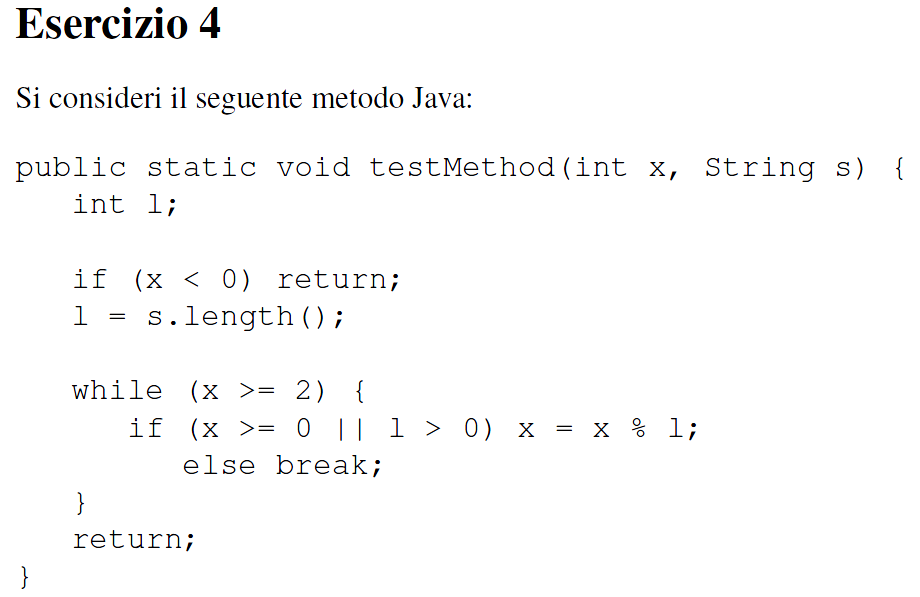 Esercizio 4
Si consideri il seguente metodo Java:
public static void testMethod(int x, String s) {
int l;
if (x < 0) return;
l = s.length();
while (x >= 2) {
if (x >= 0 || l > 0) x = x % l;
else break;
}
return;
}